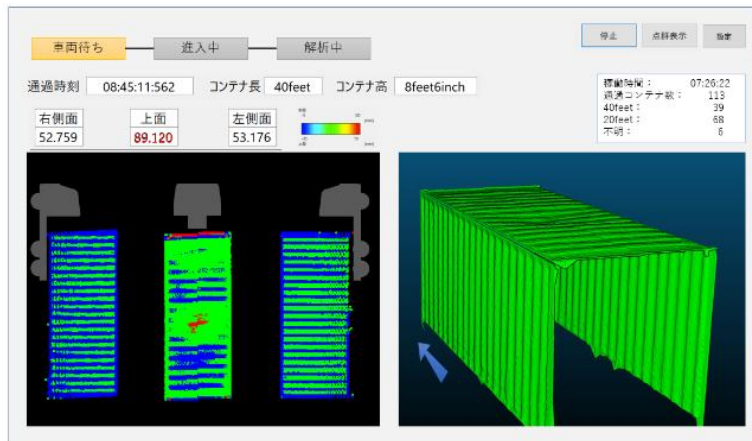 車両待ち 進入中 解析中
停止 点群表示 設定
通過時刻 08:45:11:562 コンテナ長 40feet コンテナ高 8feet6inch
稼働時間： 07:26:22
通過コンテナ数： 113
40feet： 39
20feet： 68
不明： 6
右側面 上面 左側面
52.759 89.120 53.176